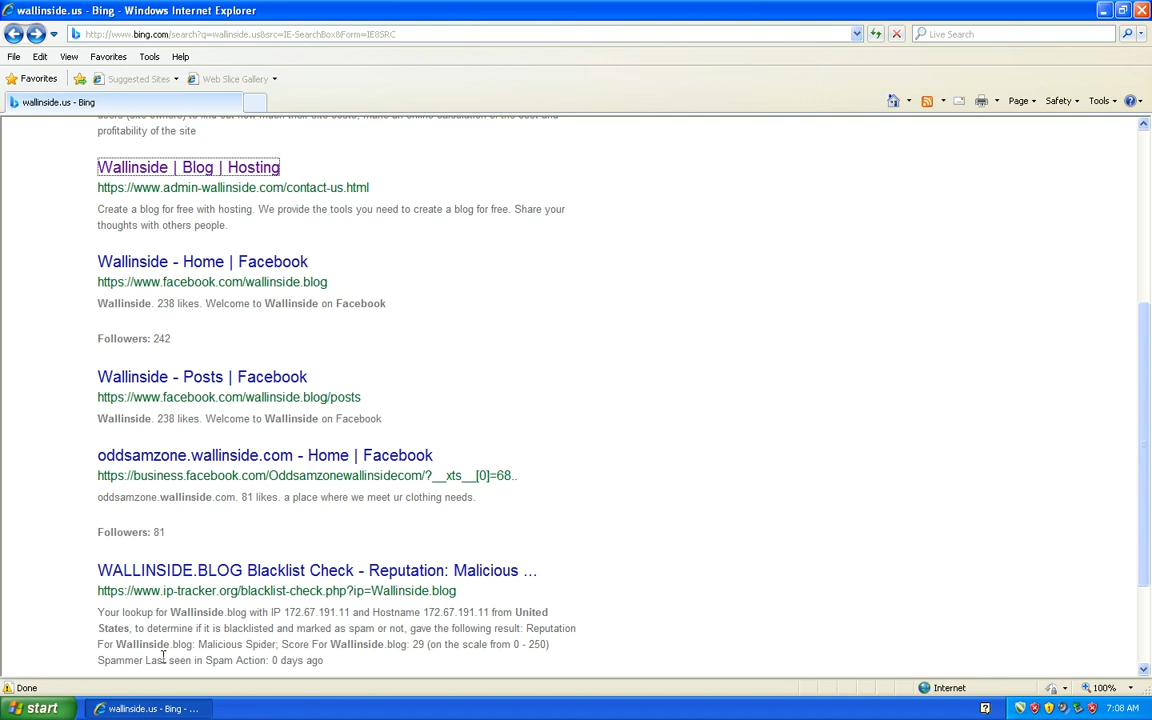 wallinside.us - Bing - Windows Internet Explorer
http://www.bing.com/search?q=wallinside.us&src=IE-SearchBox&Form=IE8SRC
Live Search
File Edit View Favorites Tools Help
Favorites Suggested Sites Web Slice Gallery
wallinside.us - Bing
Page Safety Tools
profitability of the site
Wallinside | Blog | Hosting
https://www.admin-wallinside.com/contact-us.html
Create a blog for free with hosting. We provide the tools you need to create a blog for free. Share your
thoughts with others people.
Wallinside - Home | Facebook
https://www.facebook.com/wallinside.blog
Wallinside. 238 likes. Welcome to Wallinside on Facebook
Followers: 242
Wallinside - Posts | Facebook
https://www.facebook.com/wallinside.blog/posts
Wallinside. 238 likes. Welcome to Wallinside on Facebook
oddsamzone.wallinside.com - Home | Facebook
https://business.facebook.com/Oddsamzonewallinsidecom/?__xts__[0]=68..
oddsamzone.wallinside.com. 81 likes. a place where we meet ur clothing needs.
Followers: 81
WALLINSIDE.BLOG Blacklist Check - Reputation: Malicious ...
https://www.ip-tracker.org/blacklist-check.php?ip=Wallinside.blog
Your lookup for Wallinside.blog with IP 172.67.191.11 and Hostname 172.67.191.11 from United
States, to determine if it is blacklisted and marked as spam or not, gave the following result: Reputation
For Wallinside.blog: Malicious Spider; Score For Wallinside.blog: 29 (on the scale from 0 - 250)
Spammer Last seen in Spam Action: 0 days ago
Done Internet 100%
start wallinside.us - Bing - ... 7:08 AM